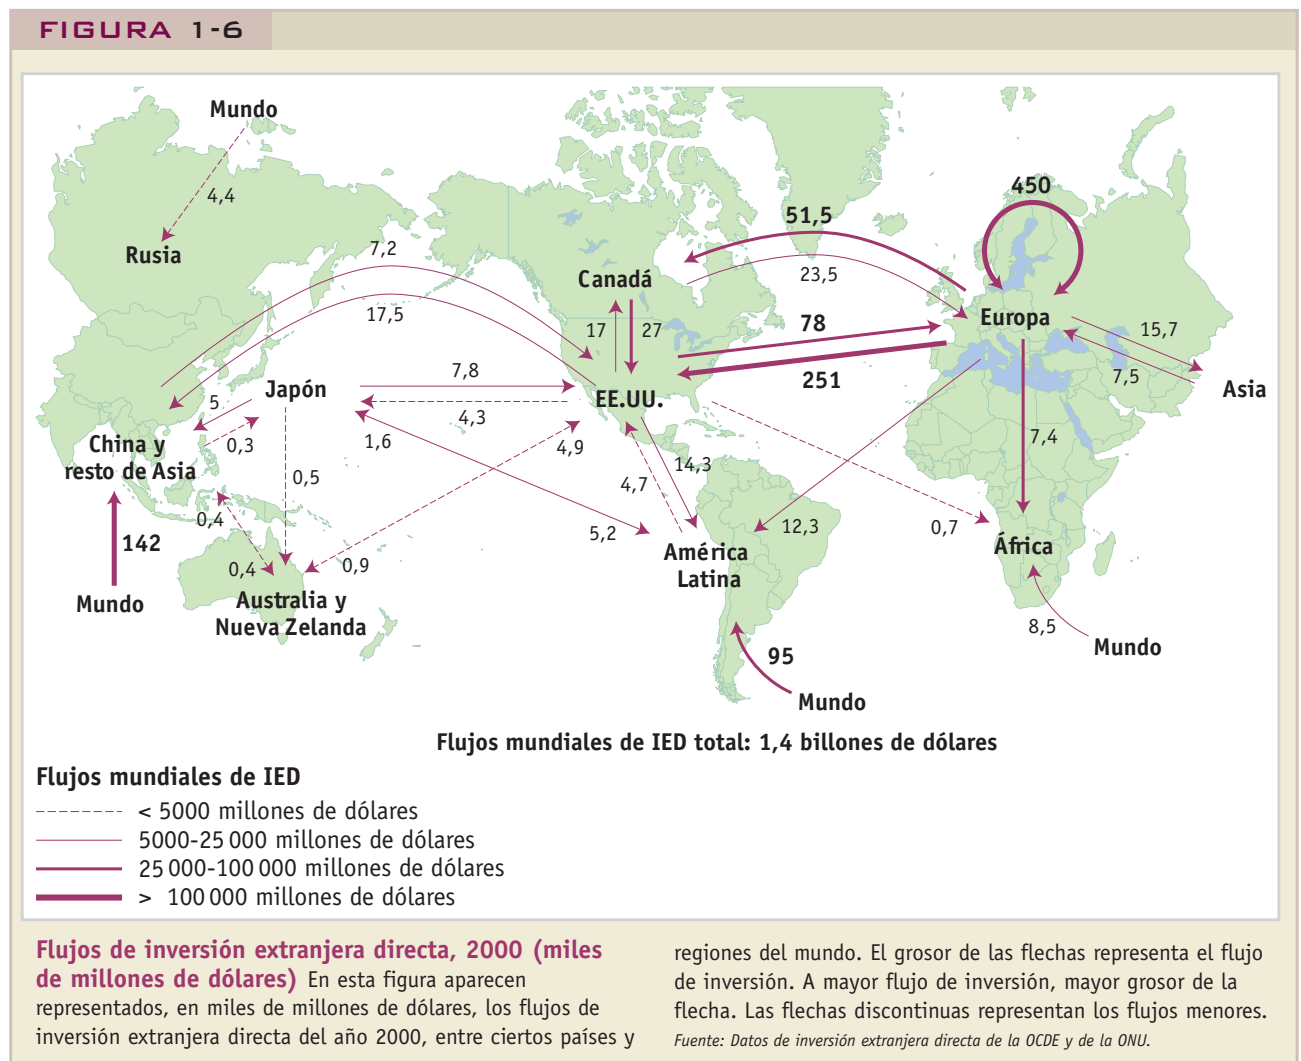 FIGURA 1-6
Mundo
4,4
Rusia
7,2
17,5
Canadá
17
27
51,5
23,5
450
Europa
78
251
15,7
7,5
Asia
Japón
7,8
4,3
EE.UU.
5
0,3
China y
resto de Asia
1,6
4,9
0,5
14,3
4,7
7,4
0,4
142
Mundo
0,4
0,9
Australia y
Nueva Zelanda
5,2
América
Latina
12,3
0,7
África
8,5
Mundo
95
Mundo
Flujos mundiales de IED total: 1,4 billones de dólares
Flujos mundiales de IED
< 5000 millones de dólares
5000-25 000 millones de dólares
25 000-100 000 millones de dólares
> 100 000 millones de dólares
Flujos de inversión extranjera directa, 2000 (miles
de millones de dólares) En esta figura aparecen
representados, en miles de millones de dólares, los flujos de
inversión extranjera directa del año 2000, entre ciertos países y
regiones del mundo. El grosor de las flechas representa el flujo
de inversión. A mayor flujo de inversión, mayor grosor de la
flecha. Las flechas discontinuas representan los flujos menores.
Fuente: Datos de inversión extranjera directa de la OCDE y de la ONU.